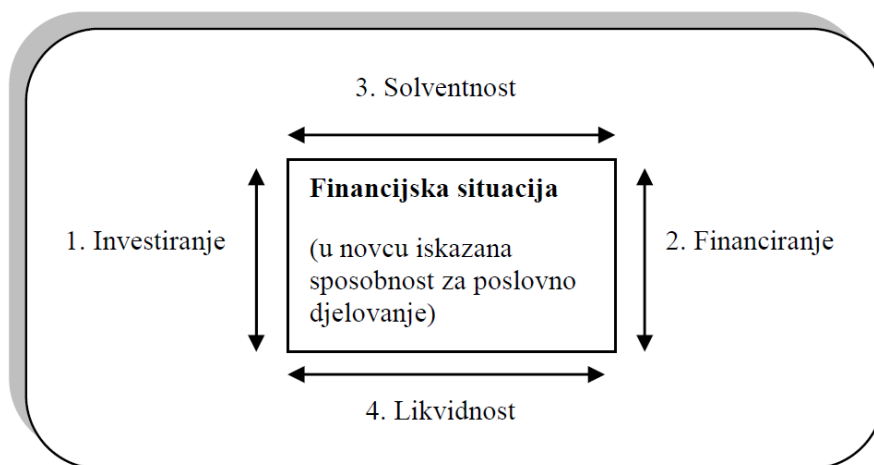 3. Solventnost
Financijska situacija
1. Investiranje
(u novcu iskazana
sposobnost za poslovno
djelovanje)
2. Financiranje
4. Likvidnost